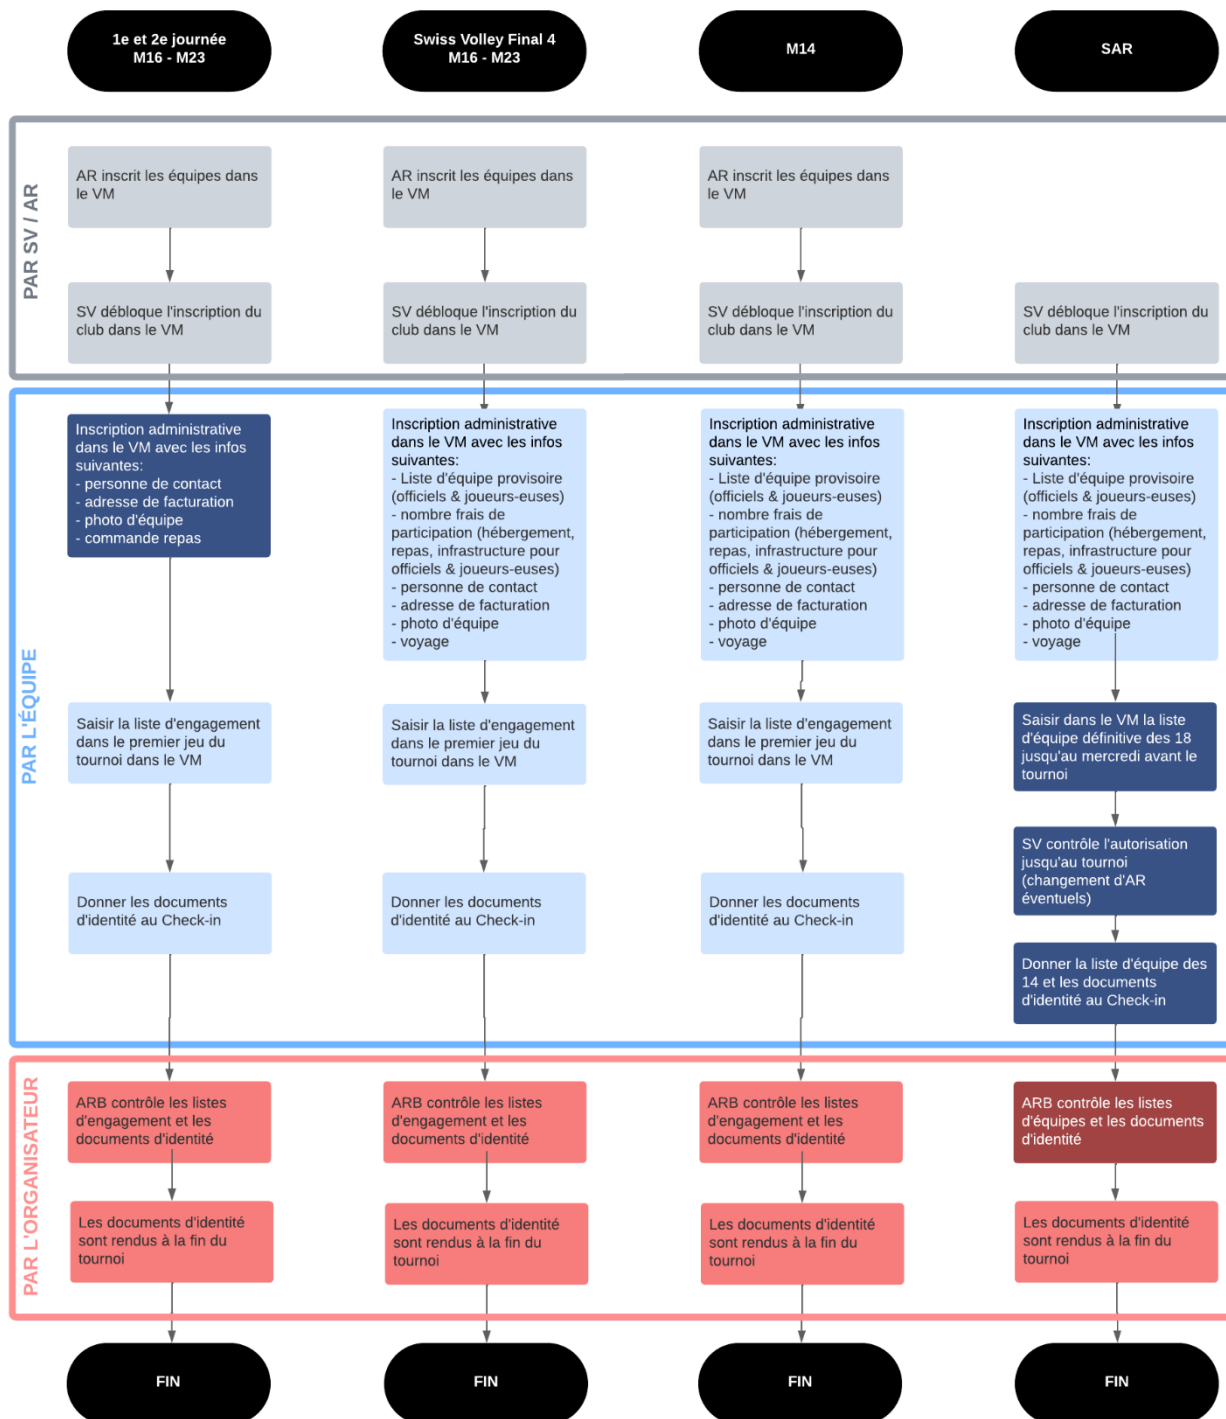 1e et 2e journée
M16 - M23
Swiss Volley Final 4
M16 - M23
M14
SAR
PAR SV / AR
AR inscrit les équipes dans
le VM
AR inscrit les équipes dans
le VM
AR inscrit les équipes dans
le VM
SV débloque l'inscription du
club dans le VM
SV débloque l'inscription du
club dans le VM
SV débloque l'inscription du
club dans le VM
SV débloque l'inscription du
club dans le VM
PAR L'ÉQUIPE
Inscription administrative
dans le VM avec les infos
suivantes:
- personne de contact
- adresse de facturation
- photo d'équipe
- commande repas
Inscription administrative
dans le VM avec les infos
suivantes:
- Liste d'équipe provisoire
(officiels & joueurs-euses)
- nombre frais de
participation (hébergement,
repas, infrastructure pour
officiels & joueurs-euses)
- personne de contact
- adresse de facturation
- photo d'équipe
- voyage
Inscription administrative
dans le VM avec les infos
suivantes:
- Liste d'équipe provisoire
(officiels & joueurs-euses)
- nombre frais de
participation (hébergement,
repas, infrastructure pour
officiels & joueurs-euses)
- personne de contact
- adresse de facturation
- photo d'équipe
- voyage
Inscription administrative
dans le VM avec les infos
suivantes:
- Liste d'équipe provisoire
(officiels & joueurs-euses)
- nombre frais de
participation (hébergement,
repas, infrastructure pour
officiels & joueurs-euses)
- personne de contact
- adresse de facturation
- photo d'équipe
- voyage
Saisir la liste d'engagement
dans le premier jeu du
tournoi dans le VM
Saisir la liste d'engagement
dans le premier jeu du
tournoi dans le VM
Saisir la liste d'engagement
dans le premier jeu du
tournoi dans le VM
Saisir dans le VM la liste
d'équipe définitive des 18
jusqu'au mercredi avant le
tournoi
SV contrôle l'autorisation
jusqu'au tournoi
(changement d'AR
éventuels)
Donner les documents
d'identité au Check-in
Donner les documents
d'identité au Check-in
Donner les documents
d'identité au Check-in
Donner la liste d'équipe des
14 et les documents
d'identité au Check-in
PAR L'ORGANISATEUR
ARB contrôle les listes
d'engagement et les
documents d'identité
ARB contrôle les listes
d'engagement et les
documents d'identité
ARB contrôle les listes
d'engagement et les
documents d'identité
ARB contrôle les listes
d'équipes et les documents
d'identité
Les documents d'identité
sont rendus à la fin du
tournoi
Les documents d'identité
sont rendus à la fin du
tournoi
Les documents d'identité
sont rendus à la fin du
tournoi
Les documents d'identité
sont rendus à la fin du
tournoi
FIN
FIN
FIN
FIN